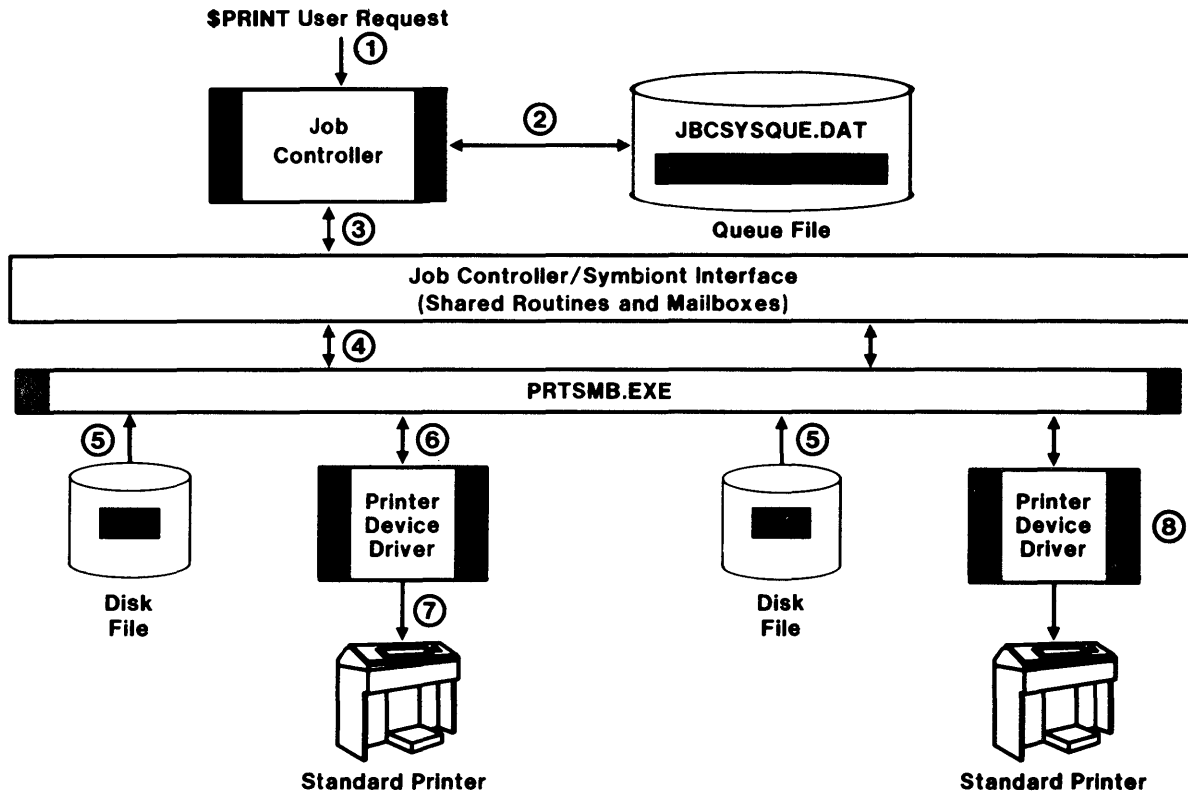 $PRINT User Request
①
Job
Controller
②
JBCSYSQUE.DAT
Queue File
③
Job Controller/Symbiont Interface
(Shared Routines and Mailboxes)
④
PRTSMB.EXE
⑤
Disk
File
⑥
Printer
Device
Driver
⑦
Standard Printer
⑤
Disk
File
Printer
Device
Driver
⑧
Standard Printer